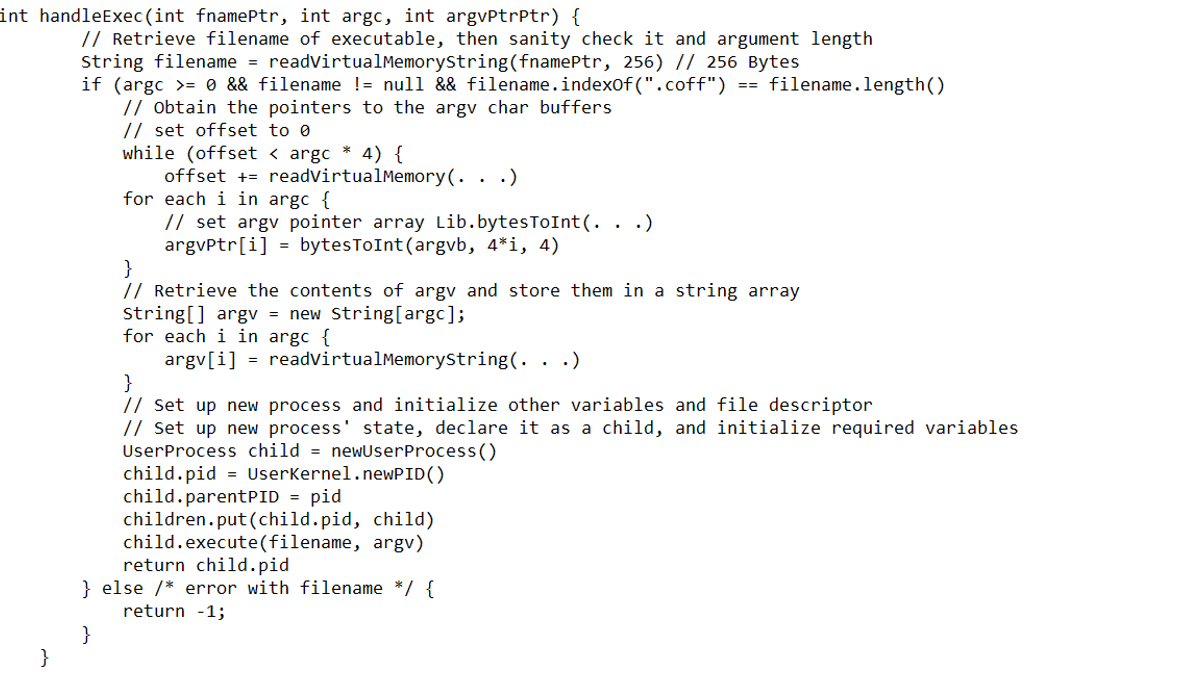 int handleExec(int fnamePtr, int argc, int argvPtrPtr) {
// Retrieve filename of executable, then sanity check it and argument length
String filename = readVirtualMemoryString(fnamePtr, 256) // 256 Bytes
if (argc >= 0 && filename != null && filename.indexOf(".coff") == filename.length()
// Obtain the pointers to the argv char buffers
// set offset to 0
while (offset < argc * 4) {
offset += readVirtualMemory(. . .)
for each i in argc {
// set argv pointer array Lib.bytesToInt(. . .)
argvPtr[i] = bytesToInt(argvb, 4*i, 4)
}
// Retrieve the contents of argv and store them in a string array
String[] argv = new String[argc];
for each i in argc {
argv[i] = readVirtualMemoryString(. . .)
}
// Set up new process and initialize other variables and file descriptor
// Set up new process' state, declare it as a child, and initialize required variables
UserProcess child = newUserProcess()
child.pid = UserKernel.newPID()
child.parentPID = pid
children.put(child.pid, child)
child.execute(filename, argv)
return child.pid
} else /* error with filename */ {
return -1;
}
}